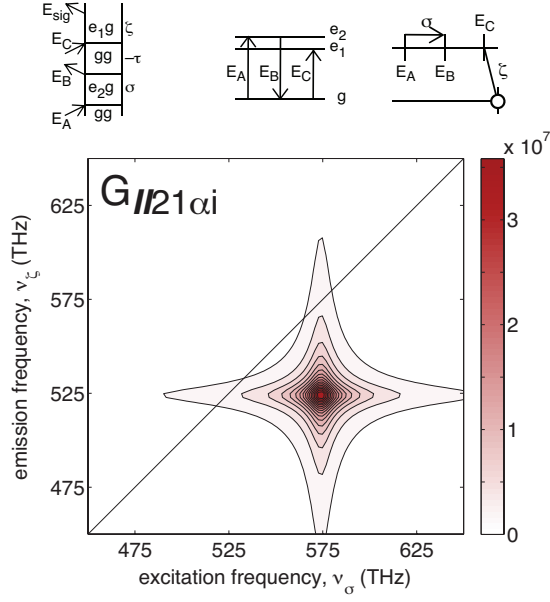 E_sig e₁g ζ
E_C gg -τ
E_B e₂g σ
E_A gg
e₂
e₁
E_A E_B E_C
g
σ E_C
E_A E_B ζ
G_II21αi
x 10⁷
625
575
525
475
emission frequency, ν_ζ (THz)
475 525 575 625
excitation frequency, ν_σ (THz)
3
2
1
0